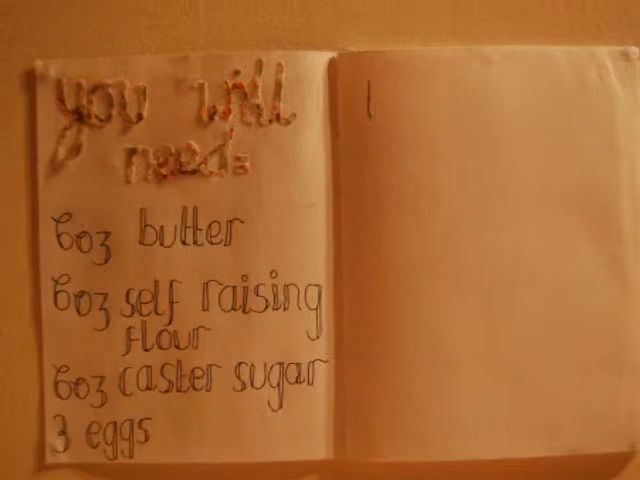 you will
need:
6oz butter
6oz self raising
flour
6oz caster sugar
3 eggs